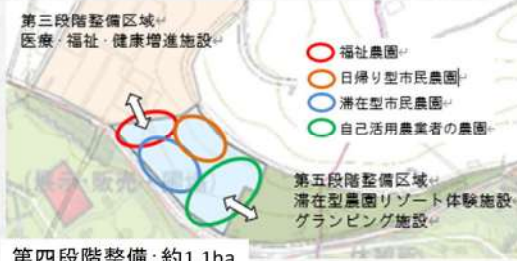 第三段階整備区域
医療・福祉・健康増進施設
福祉農園
日帰り型市民農園
滞在型市民農園
自己活用農業者の農園
第五段階整備区域
滞在型農園リゾート体験施設
グランピング施設
販売
第四段階整備:約1.1ha